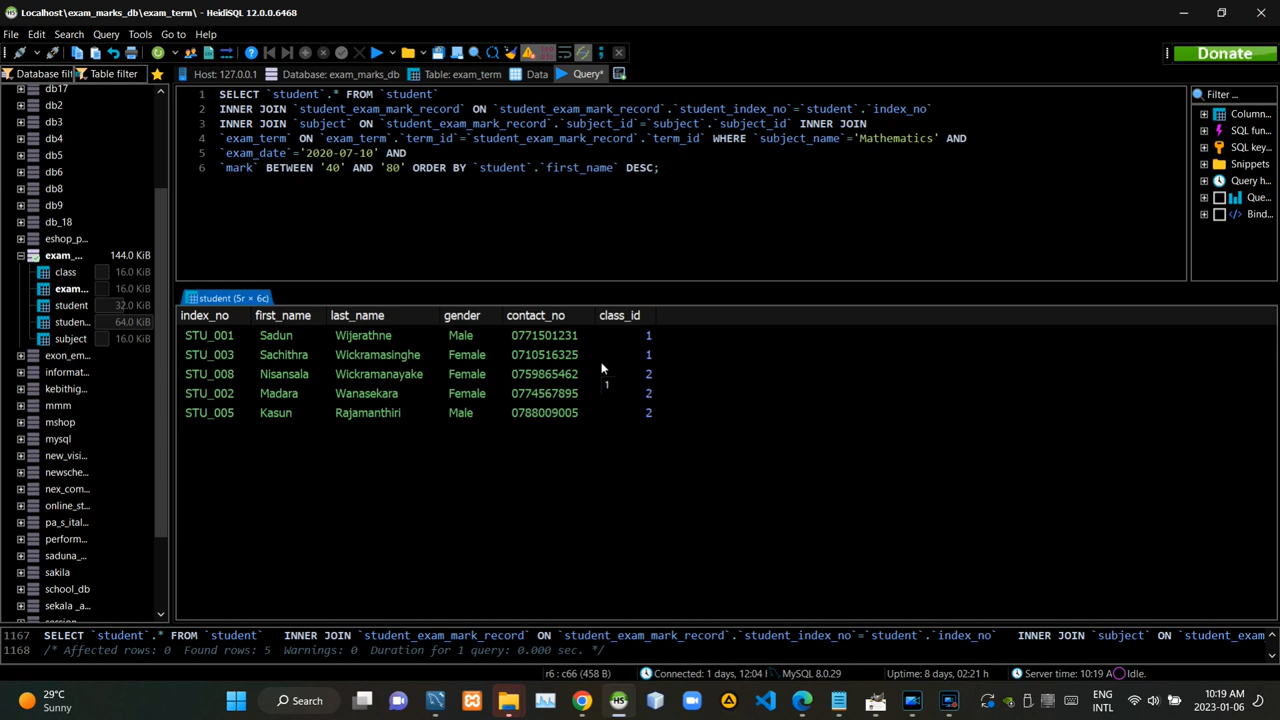 Localhost\exam_marks_db\exam_term\ - HeidiSQL 12.0.0.6468
File Edit Search Query Tools Go to Help
Donate
Database filt Table filter
Host: 127.0.0.1 Database: exam_marks_db Table: exam_term Data Query*
db17
db2
db3
db4
db5
db6
db8
db9
db_18
eshop_p...
exam_... 144.0 KiB
class 16.0 KiB
exam... 16.0 KiB
student 32.0 KiB
studen... 64.0 KiB
subject 16.0 KiB
exon_em...
informat...
kebithig...
mmm
mshop
mysql
new_visi...
newsche...
nex_com...
online_st...
pa_s_ital...
perform...
saduna_...
sakila
school_db
sekala _a...
1 SELECT `student`.* FROM `student`
2 INNER JOIN `student_exam_mark_record` ON `student_exam_mark_record`.`student_index_no`=`student`.`index_no`
3 INNER JOIN `subject` ON `student_exam_mark_record`.`subject_id`=`subject`.`subject_id` INNER JOIN
4 `exam_term` ON `exam_term`.`term_id`=`student_exam_mark_record`.`term_id` WHERE `subject_name`='Mathematics' AND
5 `exam_date`='2020-07-10' AND
6 `mark` BETWEEN '40' AND '80' ORDER BY `student`.`first_name` DESC;
Filter ...
Column...
SQL fun...
SQL key...
Snippets
Query h...
Que...
Bind...
student (5r × 6c)
index_no first_name last_name gender contact_no class_id
STU_001 Sadun Wijerathne Male 0771501231 1
STU_003 Sachithra Wickramasinghe Female 0710516325 1
STU_008 Nisansala Wickramanayake Female 0759865462 2
STU_002 Madara Wanasekara Female 0774567895 2
STU_005 Kasun Rajamanthiri Male 0788009005 2
1
1167 SELECT `student`.* FROM `student` INNER JOIN `student_exam_mark_record` ON `student_exam_mark_record`.`student_index_no`=`student`.`index_no` INNER JOIN `subject` ON `student_exam
1168 /* Affected rows: 0 Found rows: 5 Warnings: 0 Duration for 1 query: 0.000 sec. */
r6 : c66 (458 B) Connected: 1 days, 12:04 h MySQL 8.0.29 Uptime: 8 days, 02:21 h Server time: 10:19 A Idle.
29°C
Sunny
Search
ENG
INTL
10:19 AM
2023-01-06